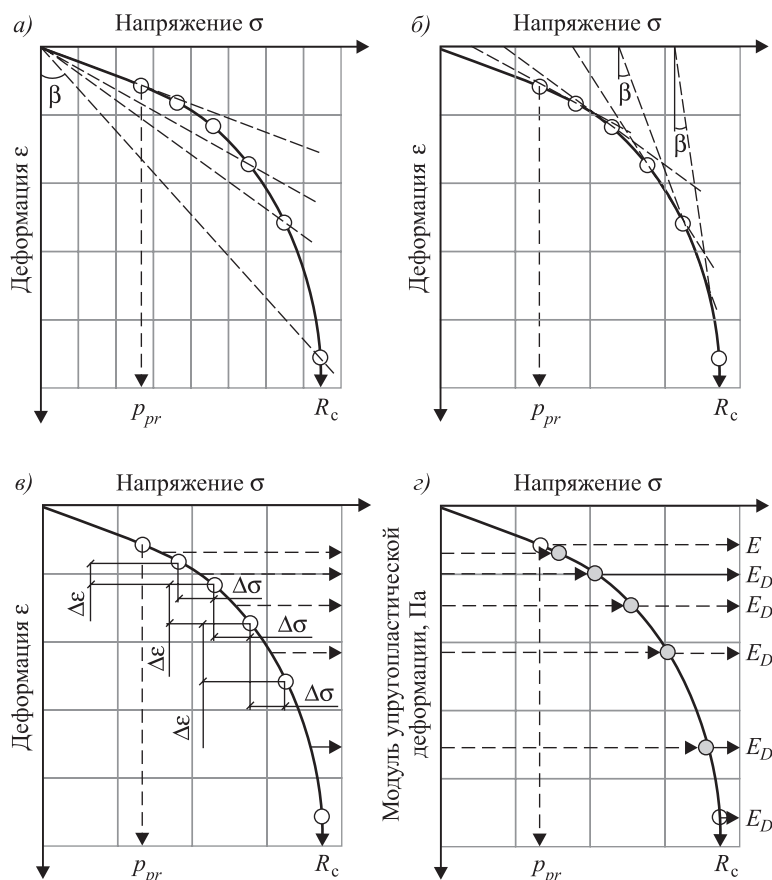 а)
Напряжение σ
β
Деформация ε
p_pr
R_c
б)
Напряжение σ
β
β
Деформация ε
p_pr
R_c
в)
Напряжение σ
Δσ
Δε
Δσ
Δε
Δσ
Δε
Деформация ε
p_pr
R_c
г)
Напряжение σ
E
E_D
E_D
E_D
E_D
E_D
Модуль упругопластической
деформации, Па
p_pr
R_c